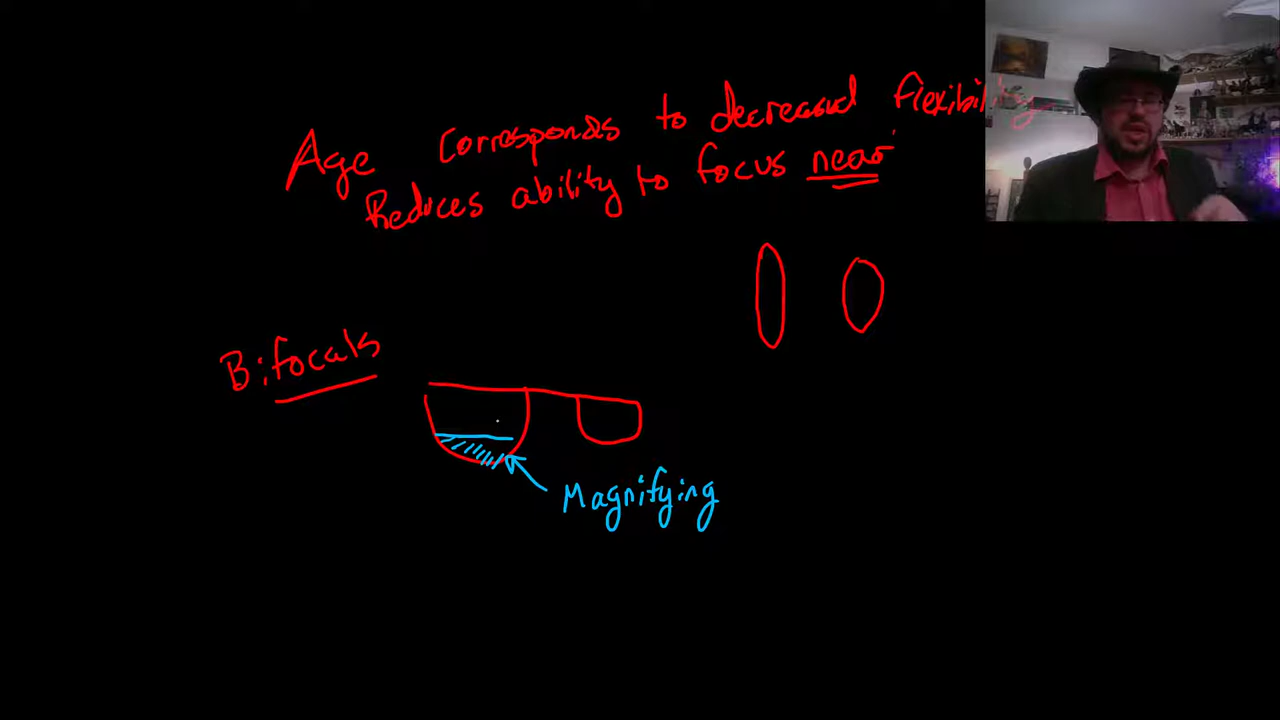 Age corresponds to decreased flexibility
Reduces ability to focus near
Bifocals
Magnifying